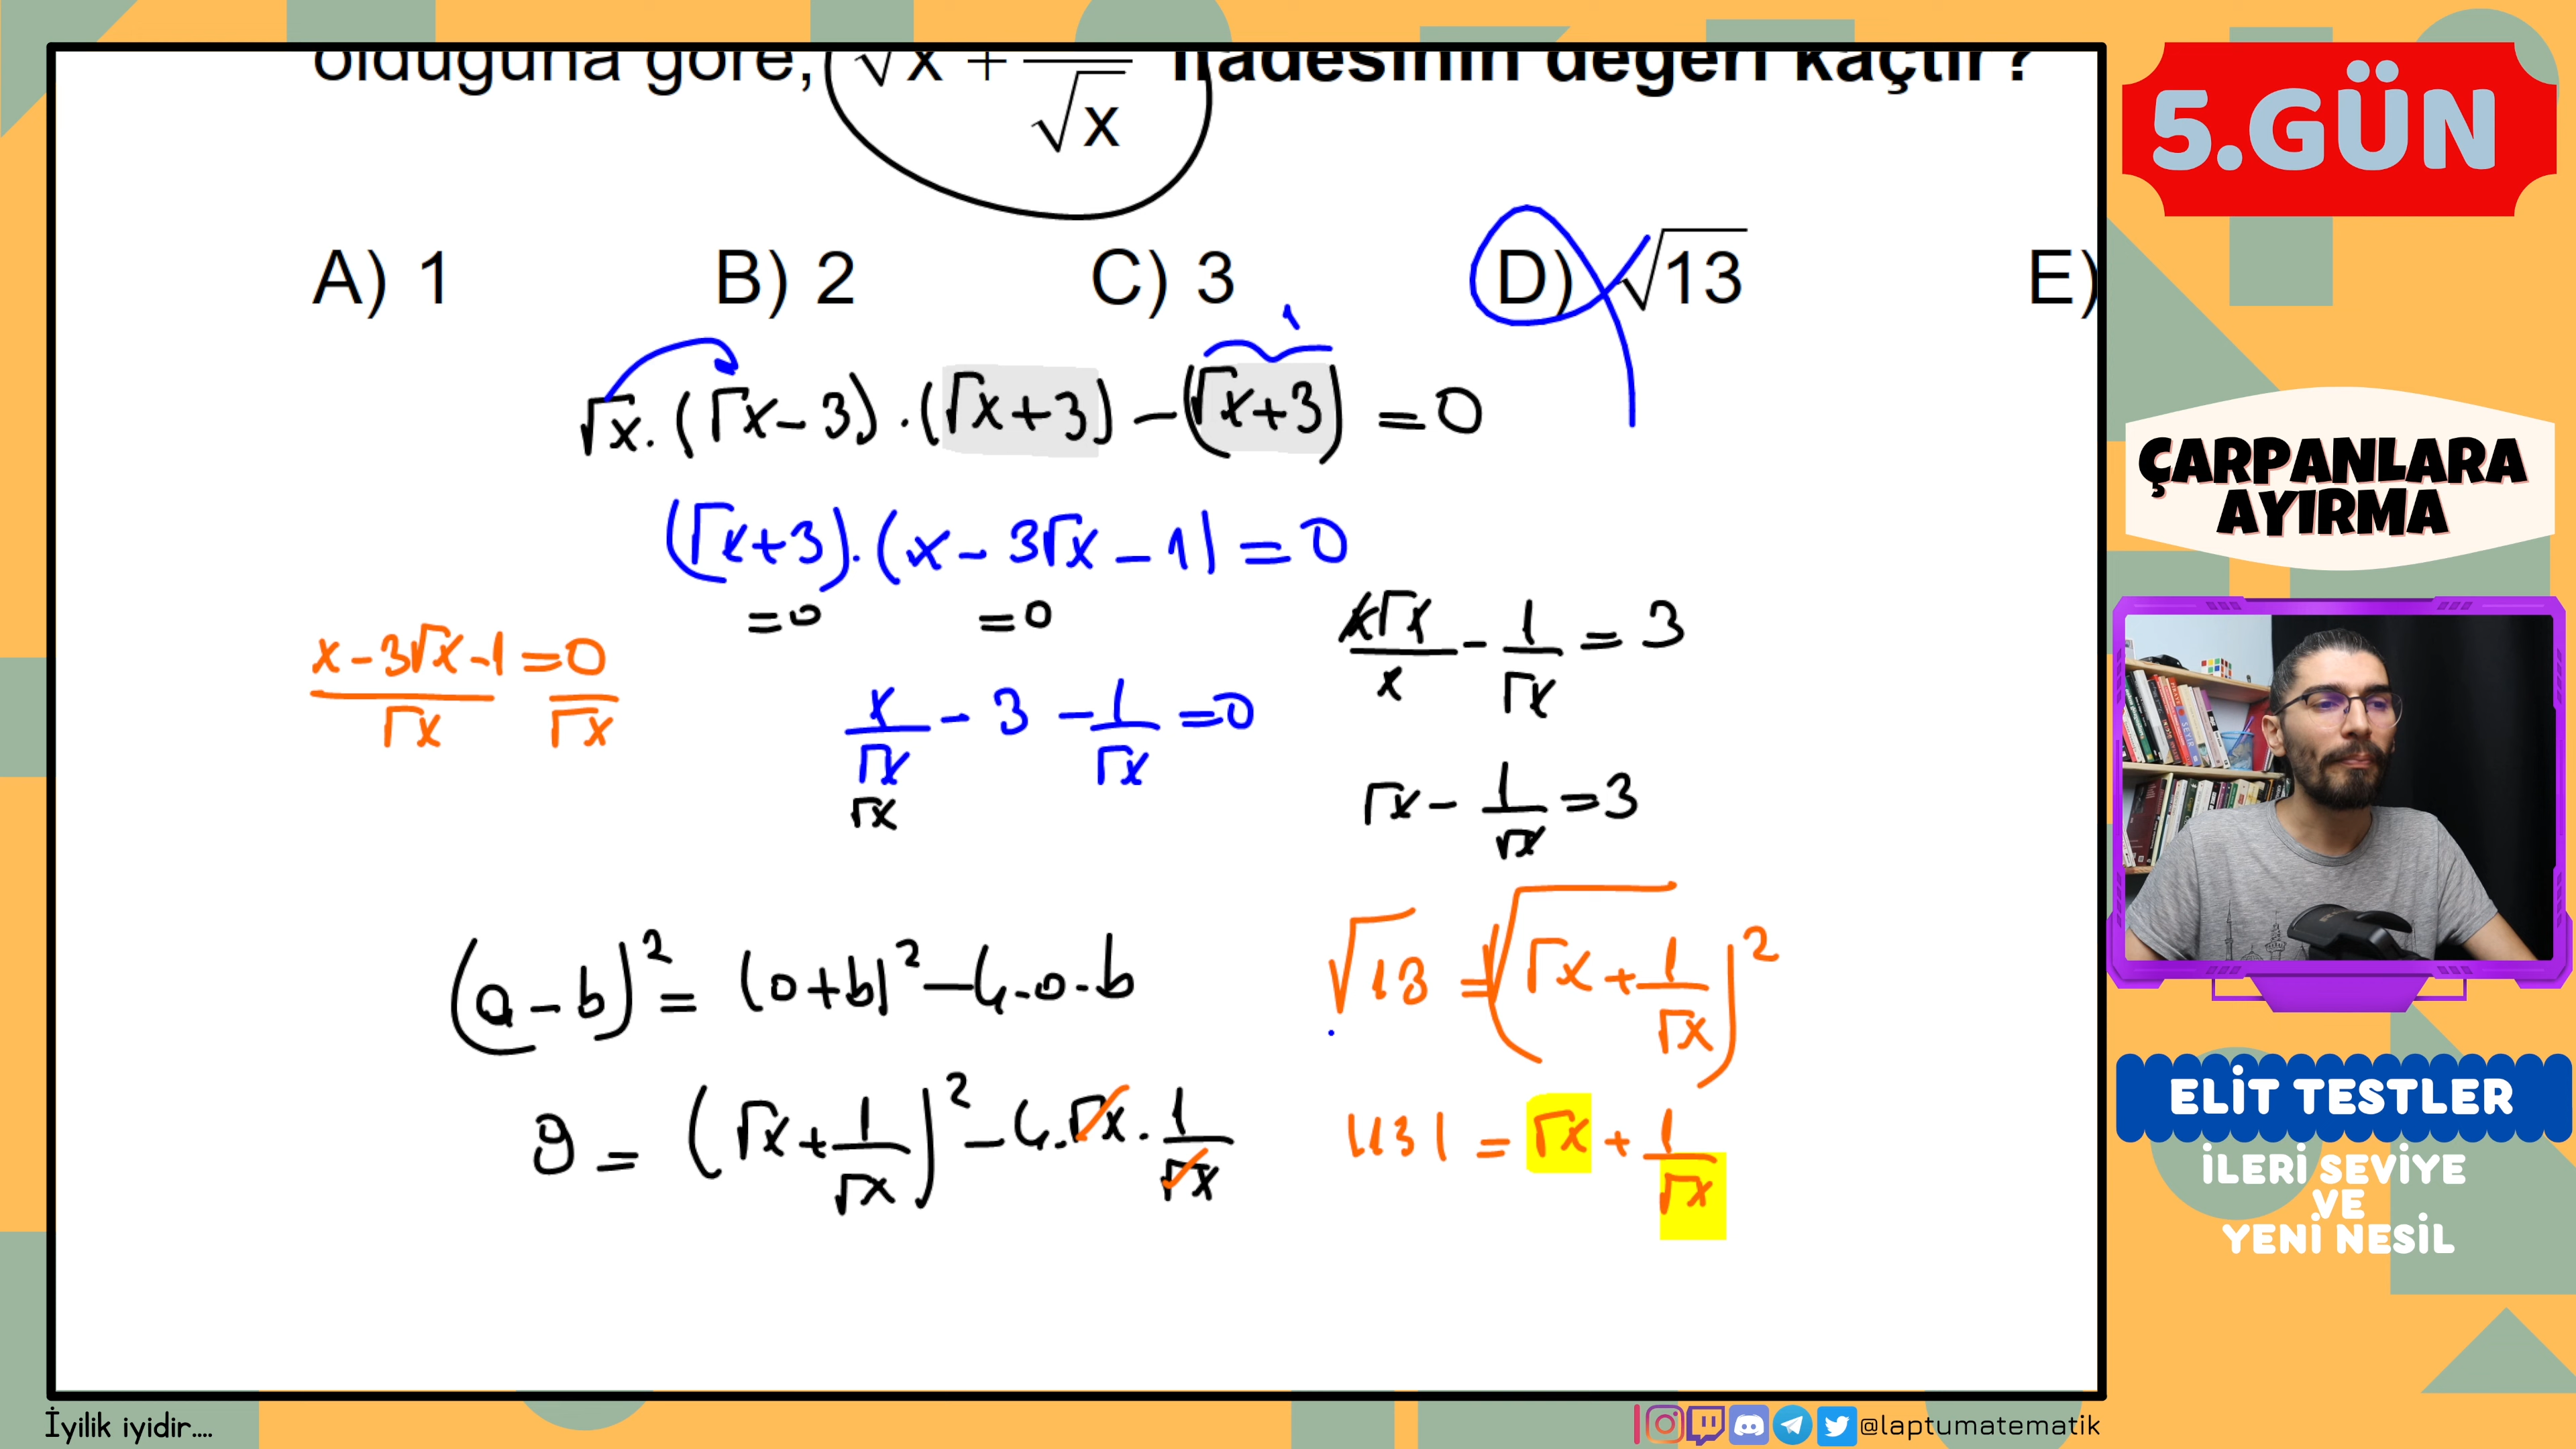 olduğuna göre, √x + 1/√x ifadesinin değeri kaçtır?
A) 1 B) 2 C) 3 D) √13 E)
1
√x · (√x - 3) · (√x + 3) - (√x + 3) = 0
(√x + 3) · (x - 3√x - 1) = 0
= 0 = 0
(x - 3√x - 1)/√x = 0/√x
x/√x - 3 - 1/√x = 0
√x
x√x/x - 1/√x = 3
√x - 1/√x = 3
(a - b)² = (a + b)² - 4 · a · b
9 = (√x + 1/√x)² - 4 · √x · 1/√x
√13 = √(√x + 1/√x)²
|√13| = √x + 1/√x
5.GÜN
ÇARPANLARA
AYIRMA
ELİT TESTLER
İLERİ SEVİYE
VE
YENİ NESİL
İyilik iyidir....
@laptumatematik